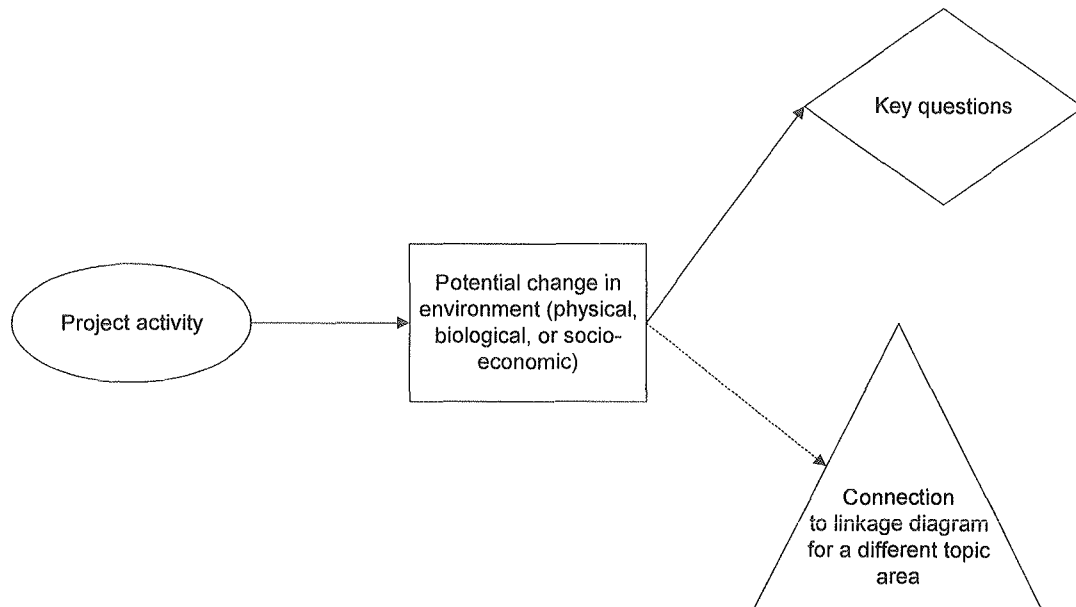 Key questions
Project activity
Potential change in
environment (physical,
biological, or socio-
economic)
Connection
to linkage diagram
for a different topic
area